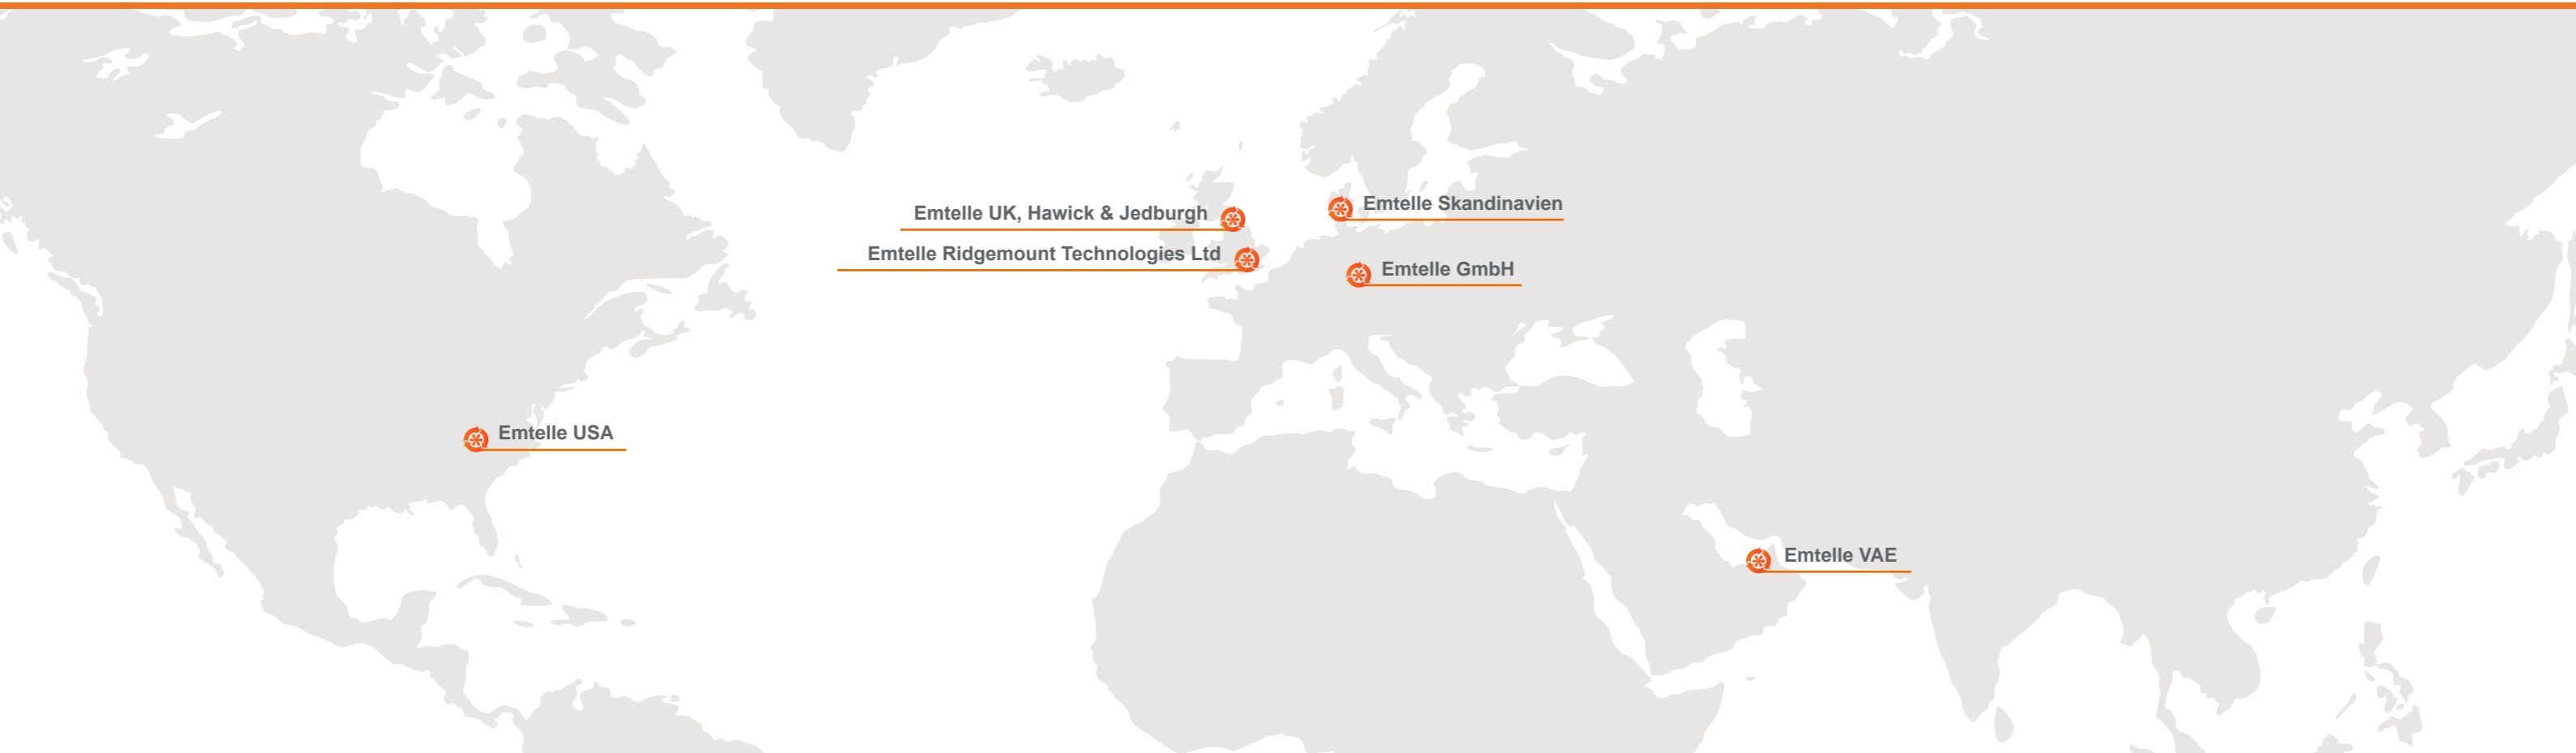 Emtelle Skandinavien
Emtelle UK, Hawick & Jedburgh
Emtelle Ridgemount Technologies Ltd
Emtelle GmbH
Emtelle USA
Emtelle VAE